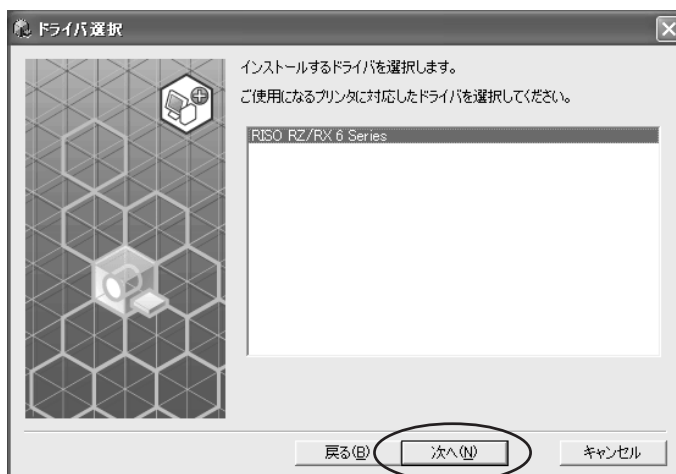 ドライバ選択
インストールするドライバを選択します。
ご使用になるプリンタに対応したドライバを選択してください。
RISO RZ/RX 6 Series
戻る(B)
次へ(N)
キャンセル